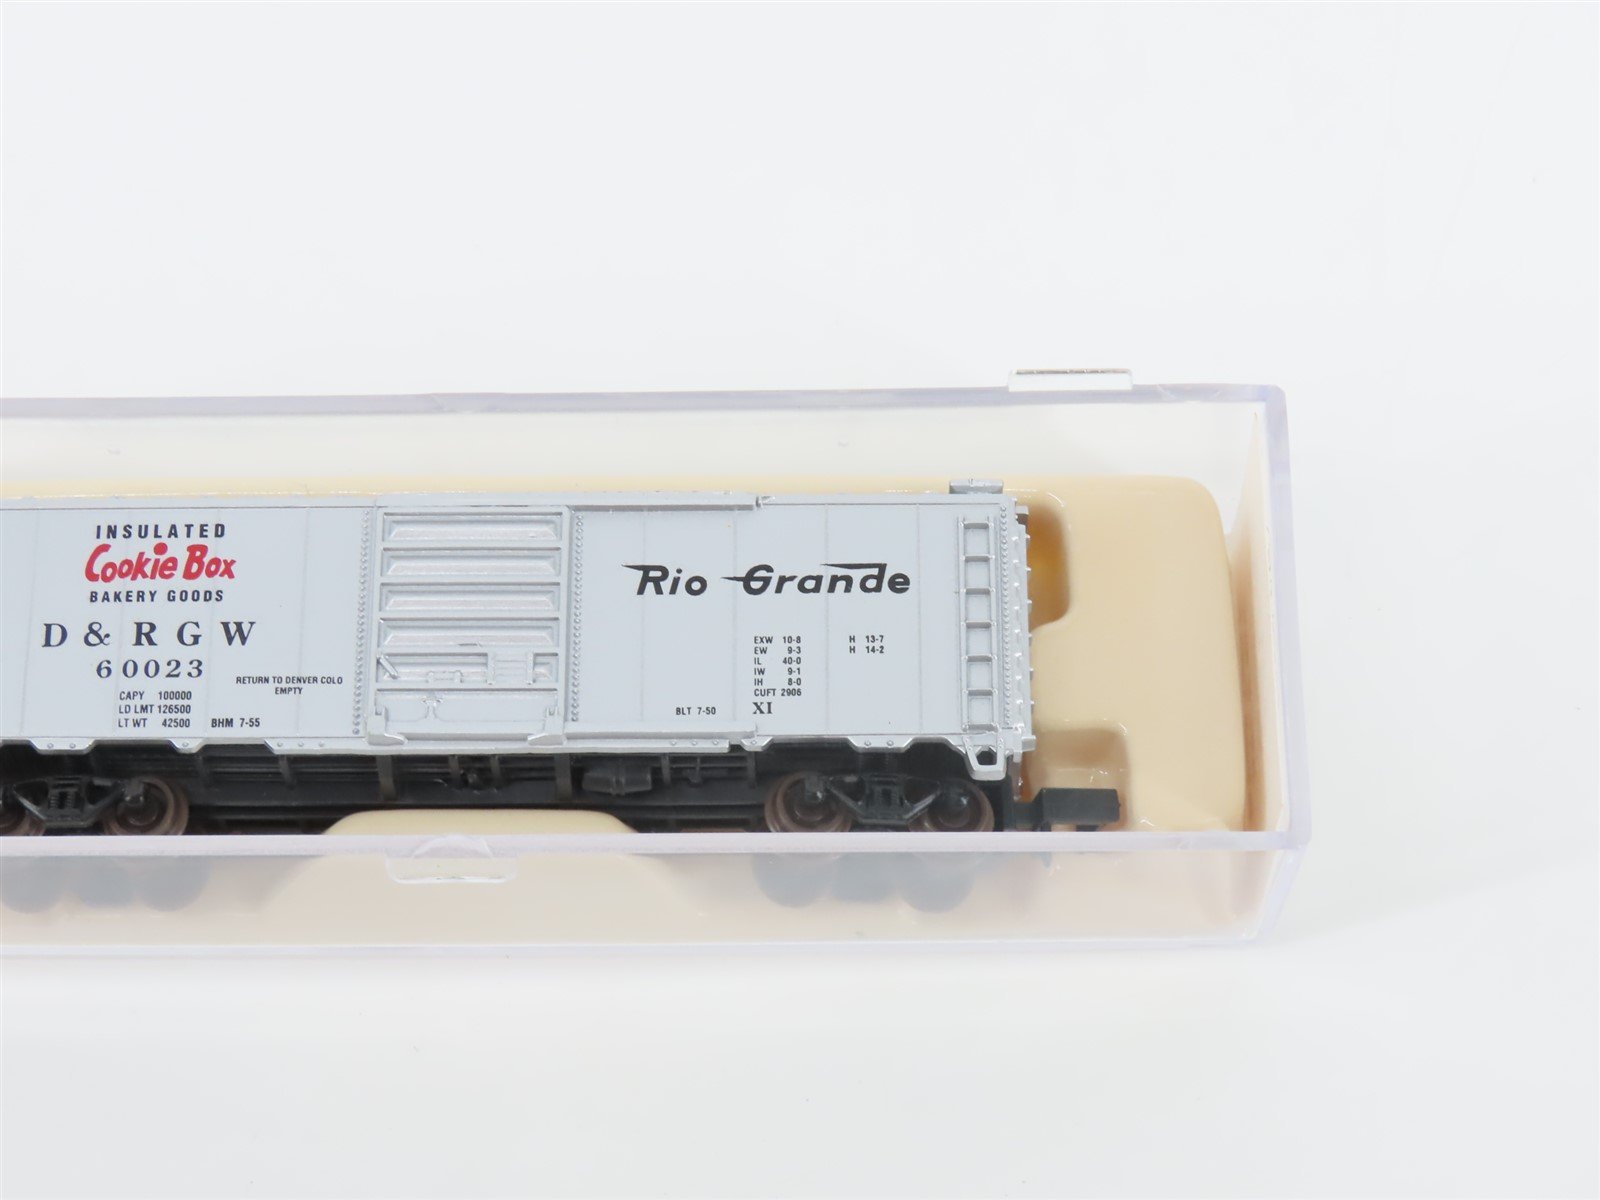 INSULATED
Cookie Box
BAKERY GOODS
D & R G W
60023
CAPY 100000
LD LMT 126500
LT WT 42500 BHM 7-55
RETURN TO DENVER COLO
EMPTY
Rio Grande
EXW 10-8 H 13-7
EW 9-3 H 14-2
IL 40-0
IW 9-1
IH 8-0
CUFT 2906
BLT 7-50 XI